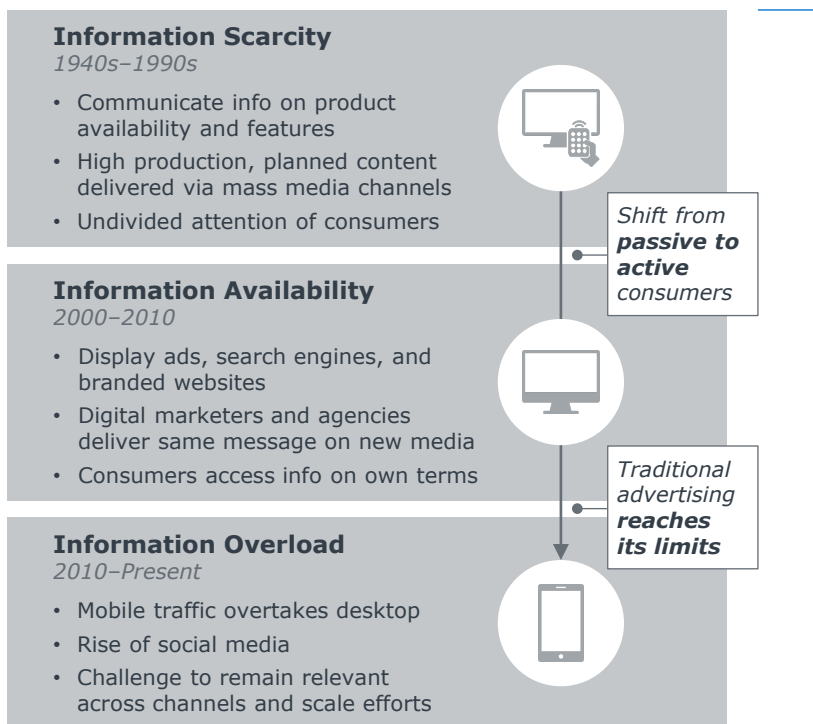 Information Scarcity
1940s–1990s
• Communicate info on product
availability and features
• High production, planned content
delivered via mass media channels
• Undivided attention of consumers
Shift from
passive to
active
consumers
Information Availability
2000–2010
• Display ads, search engines, and
branded websites
• Digital marketers and agencies
deliver same message on new media
• Consumers access info on own terms
Traditional
advertising
reaches
its limits
Information Overload
2010–Present
• Mobile traffic overtakes desktop
• Rise of social media
• Challenge to remain relevant
across channels and scale efforts